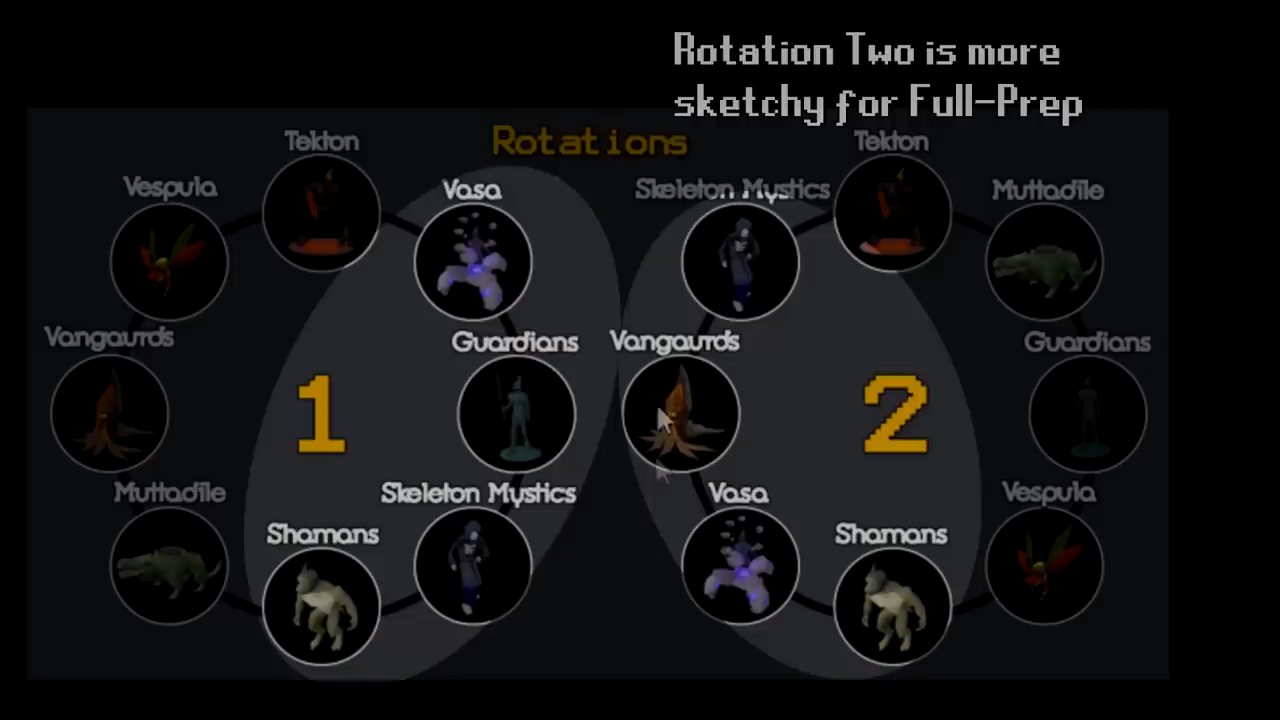 Rotation Two is more
sketchy for Full-Prep
Rotations
Tekton
Tekton
Vespula
Vasa
Skeleton Mystics
Muttadile
Vangaurds
Guardians
Vangaurds
Guardians
1
2
Muttadile
Skeleton Mystics
Vasa
Vespula
Shamans
Shamans